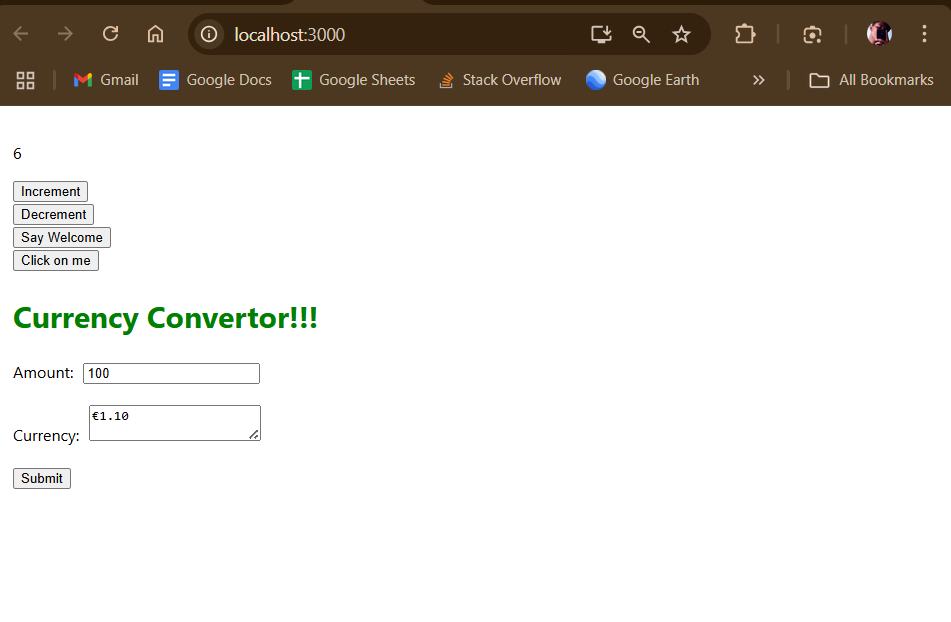 localhost:3000
Gmail Google Docs Google Sheets Stack Overflow Google Earth All Bookmarks
6
Increment
Decrement
Say Welcome
Click on me
Currency Convertor!!!
Amount: 100
Currency: €1.10
Submit